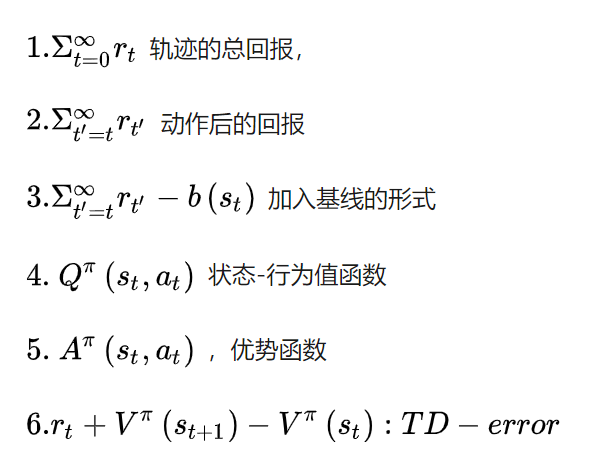 1.Σ_{t=0}^{∞} r_t 轨迹的总回报，
2.Σ_{t'=t}^{∞} r_{t'} 动作后的回报
3.Σ_{t'=t}^{∞} r_{t'} − b(s_t) 加入基线的形式
4. Q^π(s_t, a_t) 状态-行为值函数
5. A^π(s_t, a_t) ，优势函数
6.r_t + V^π(s_{t+1}) − V^π(s_t) : TD − error